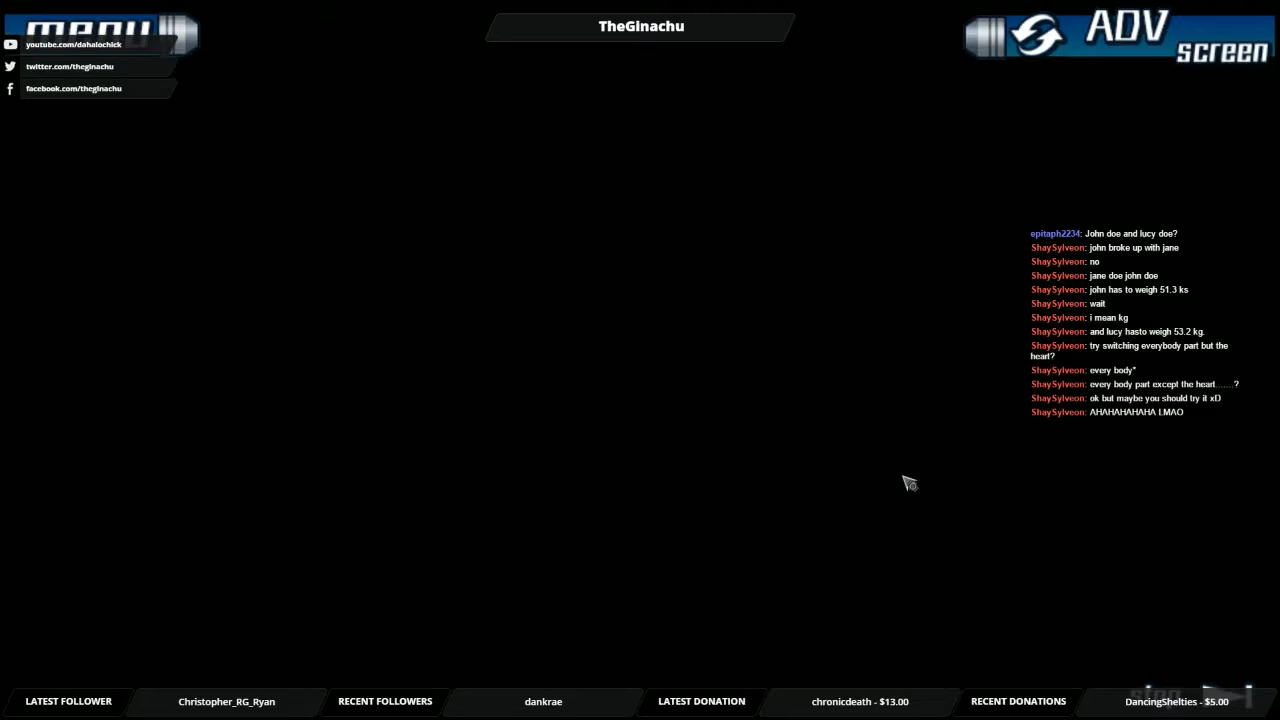 menu
TheGinachu
ADV
screen
youtube.com/dahalochick
twitter.com/theginachu
facebook.com/theginachu
epitaph2234: John doe and lucy doe?
ShaySylveon: john broke up with jane
ShaySylveon: no
ShaySylveon: jane doe john doe
ShaySylveon: john has to weigh 51.3 ks
ShaySylveon: wait
ShaySylveon: i mean kg
ShaySylveon: and lucy hasto weigh 53.2 kg.
ShaySylveon: try switching everybody part but the
heart?
ShaySylveon: every body*
ShaySylveon: every body part except the heart.......?
ShaySylveon: ok but maybe you should try it xD
ShaySylveon: AHAHAHAHAHA LMAO
stop
LATEST FOLLOWER Christopher_RG_Ryan RECENT FOLLOWERS dankrae LATEST DONATION chronicdeath - $13.00 RECENT DONATIONS DancingShelties - $5.00